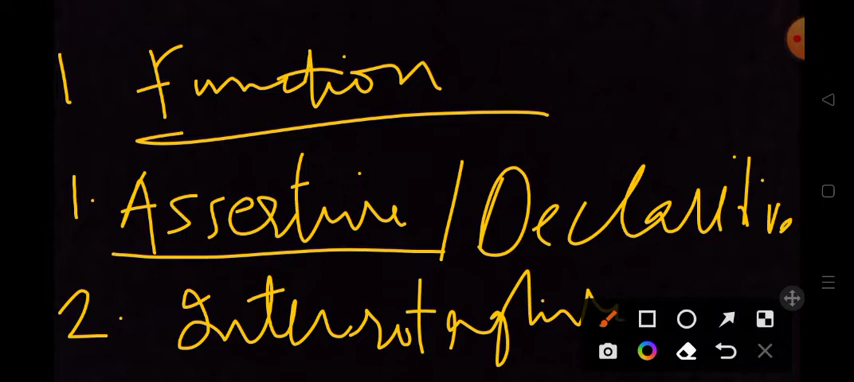 1 Function
1. Assertive / Declarative
2. Interrogative